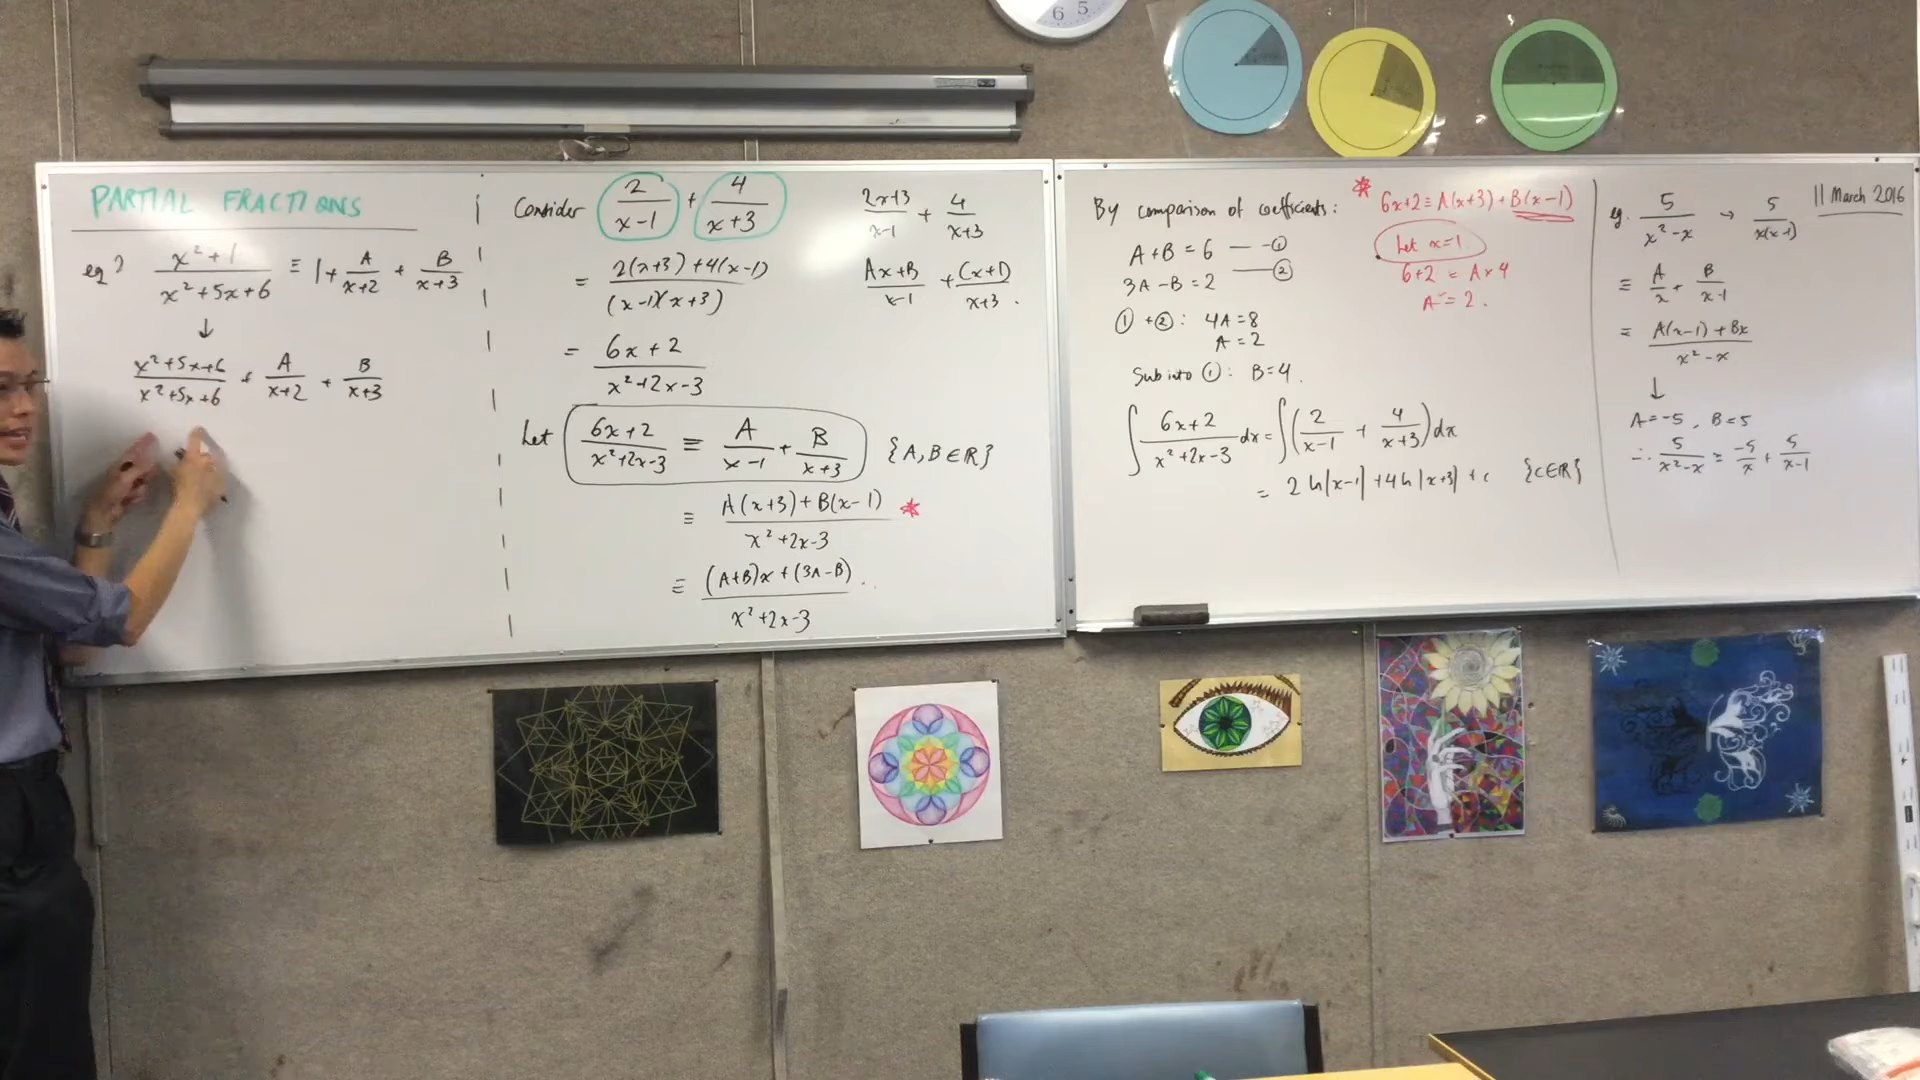 6 5
PARTIAL FRACTIONS
eg 2 (x²+1)/(x²+5x+6) ≡ 1 + A/(x+2) + B/(x+3)
↓
(x²+5x+6)/(x²+5x+6) + A/(x+2) + B/(x+3)
Consider 2/(x-1) + 4/(x+3)
= (2(x+3)+4(x-1))/((x-1)(x+3))
= (6x+2)/(x²+2x-3)
Let (6x+2)/(x²+2x-3) ≡ A/(x-1) + B/(x+3) {A,B∈ℝ}
≡ (A(x+3)+B(x-1))/(x²+2x-3) *
≡ ((A+B)x+(3A-B))/(x²+2x-3)
(2x+3)/(x-1) + 4/(x+3)
(Ax+B)/(x-1) + (Cx+D)/(x+3)
By comparison of coefficients:
A+B=6 — ①
3A-B=2 — ②
①+②: 4A=8
A=2
Sub into ①: B=4.
∫(6x+2)/(x²+2x-3) dx = ∫(2/(x-1) + 4/(x+3)) dx
= 2 ln|x-1| + 4 ln|x+3| + c {c∈ℝ}
* 6x+2 ≡ A(x+3)+B(x-1)
Let x=1.
6+2 = A×4
A=2.
11 March 2016
eg. 5/(x²-x) → 5/(x(x-1))
≡ A/x + B/(x-1)
= (A(x-1)+Bx)/(x²-x)
↓
A=-5, B=5
∴ 5/(x²-x) = -5/x + 5/(x-1)